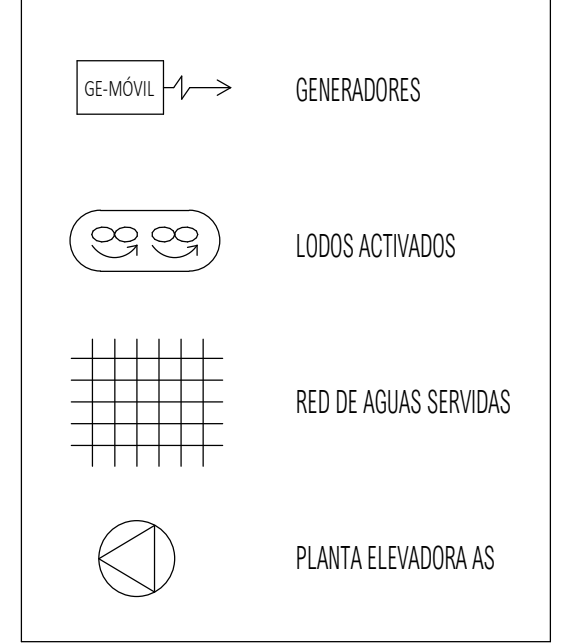 GE-MÓVIL GENERADORES
LODOS ACTIVADOS
RED DE AGUAS SERVIDAS
PLANTA ELEVADORA AS